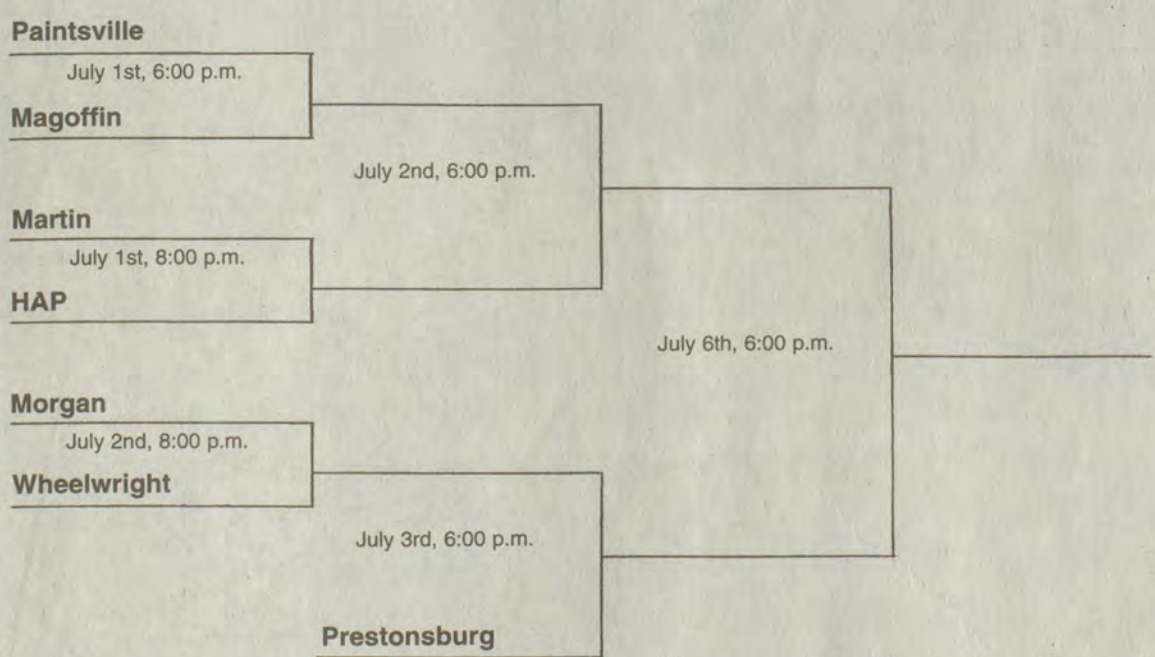 Paintsville
July 1st, 6:00 p.m.
Magoffin
July 2nd, 6:00 p.m.
Martin
July 1st, 8:00 p.m.
HAP
July 6th, 6:00 p.m.
Morgan
July 2nd, 8:00 p.m.
Wheelwright
July 3rd, 6:00 p.m.
Prestonsburg